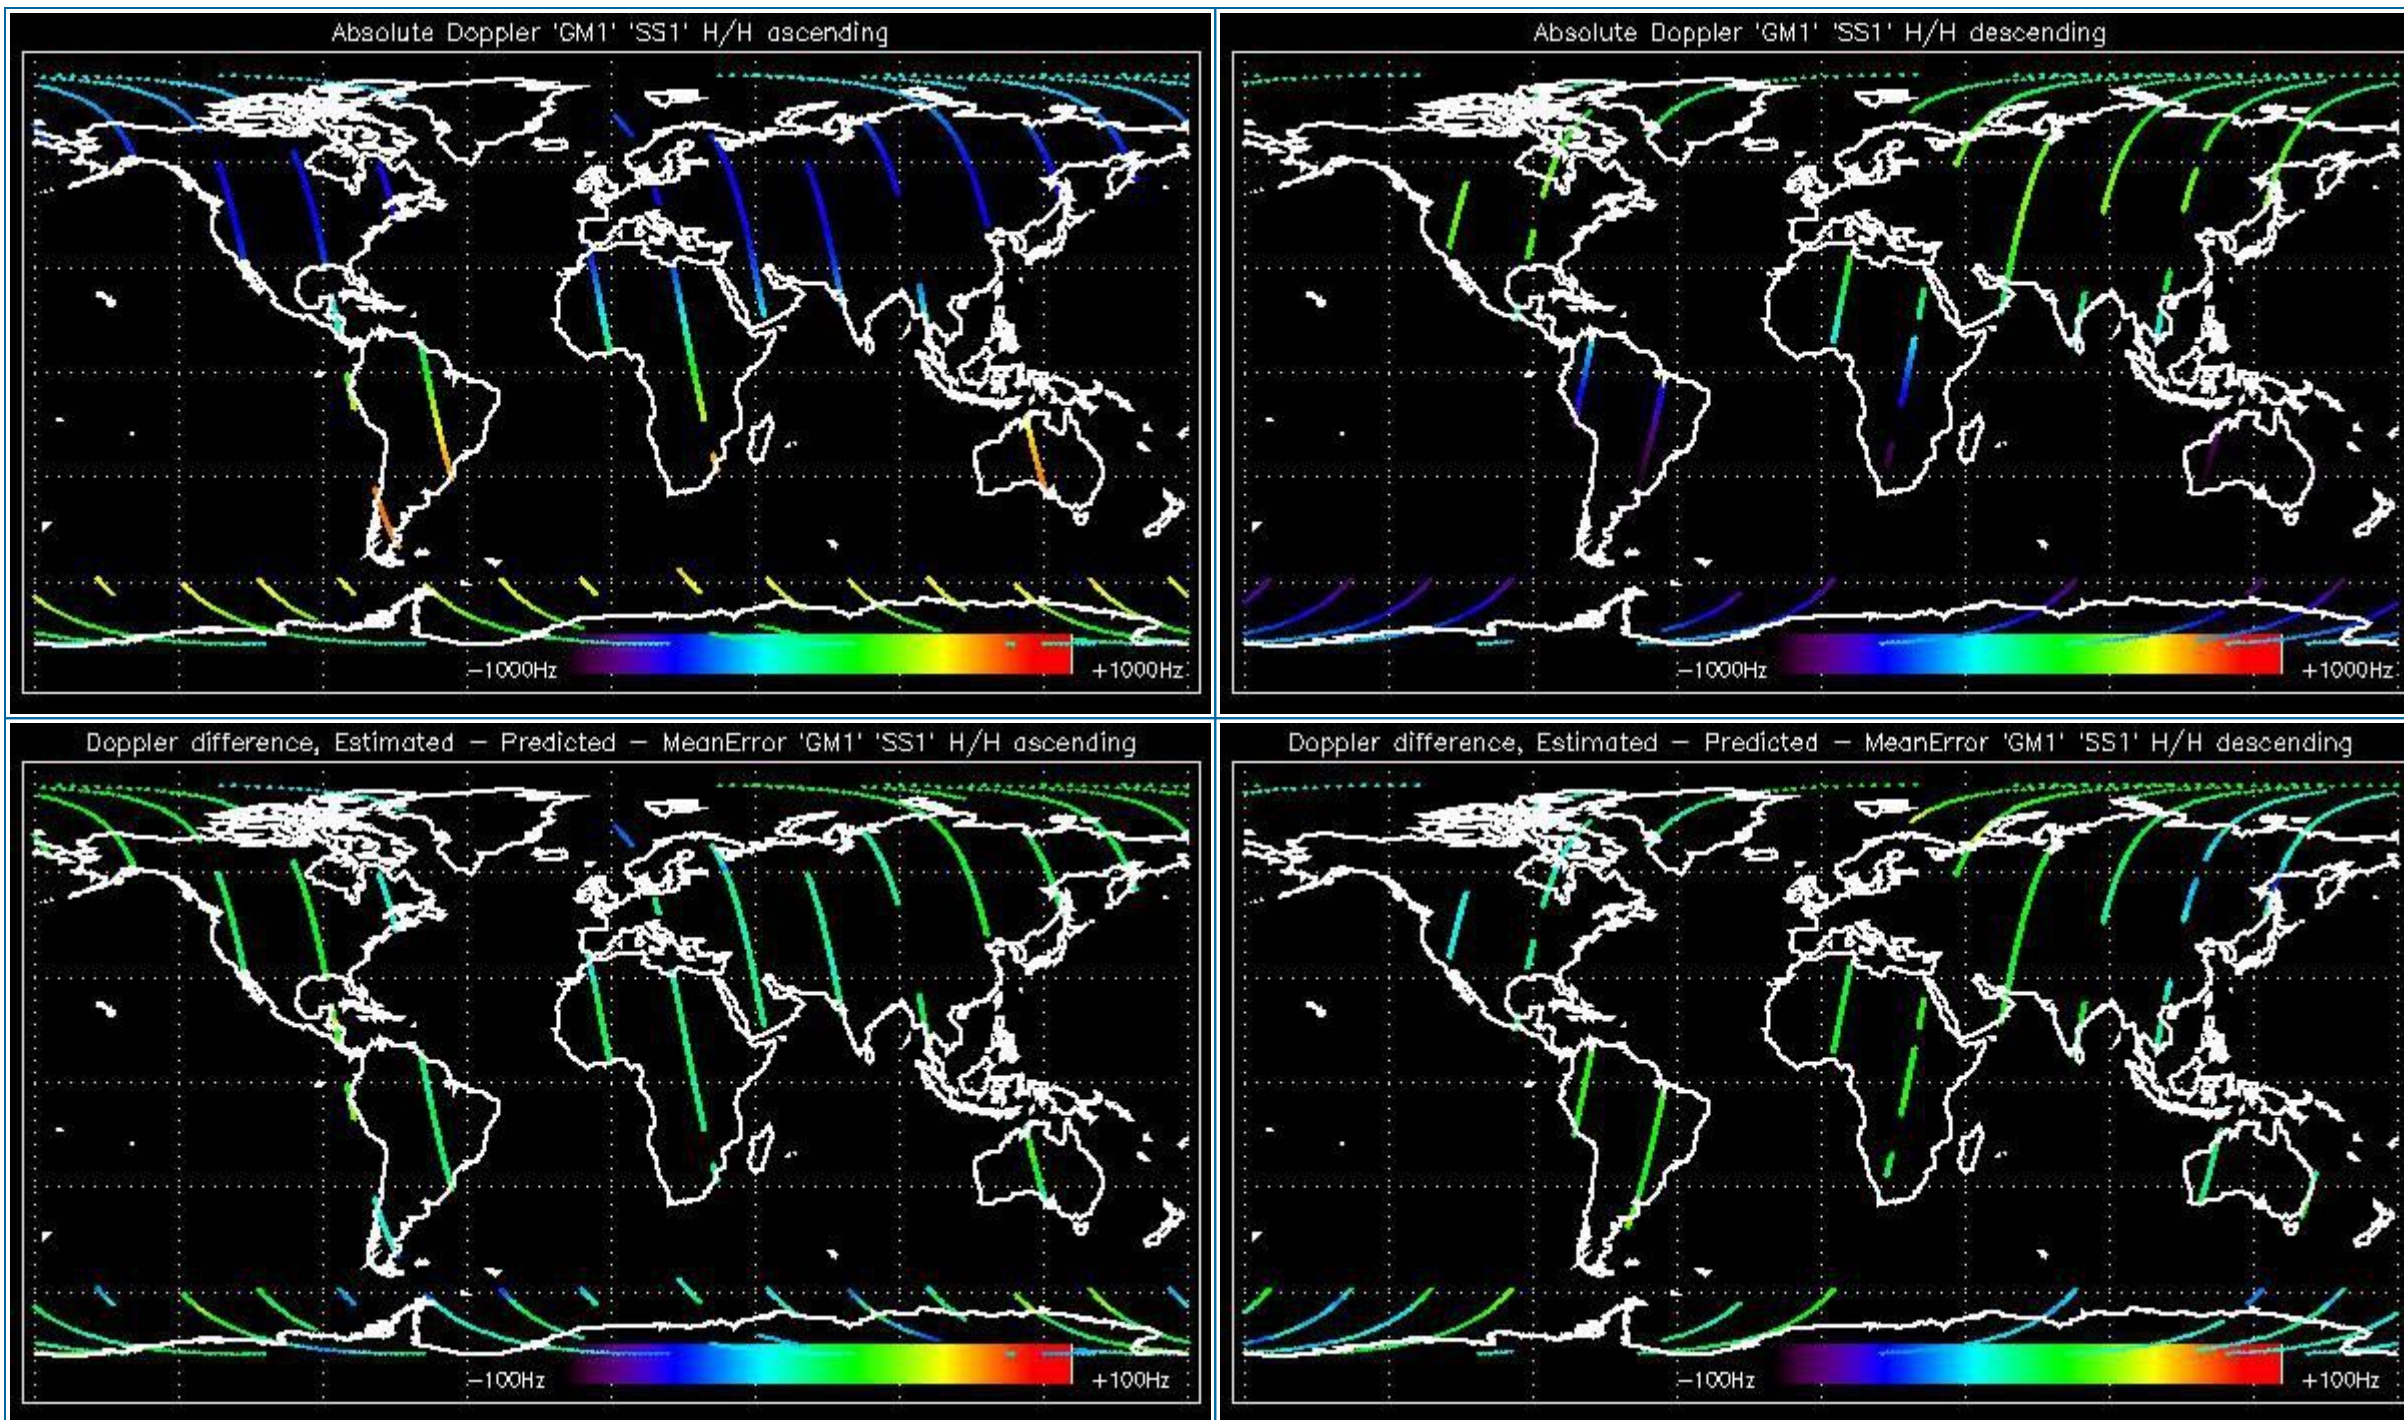 Absolute Doppler 'GM1' 'SS1' H/H ascending
−1000Hz +1000Hz
Absolute Doppler 'GM1' 'SS1' H/H descending
−1000Hz +1000Hz
Doppler difference, Estimated − Predicted − MeanError 'GM1' 'SS1' H/H ascending
−100Hz +100Hz
Doppler difference, Estimated − Predicted − MeanError 'GM1' 'SS1' H/H descending
−100Hz +100Hz